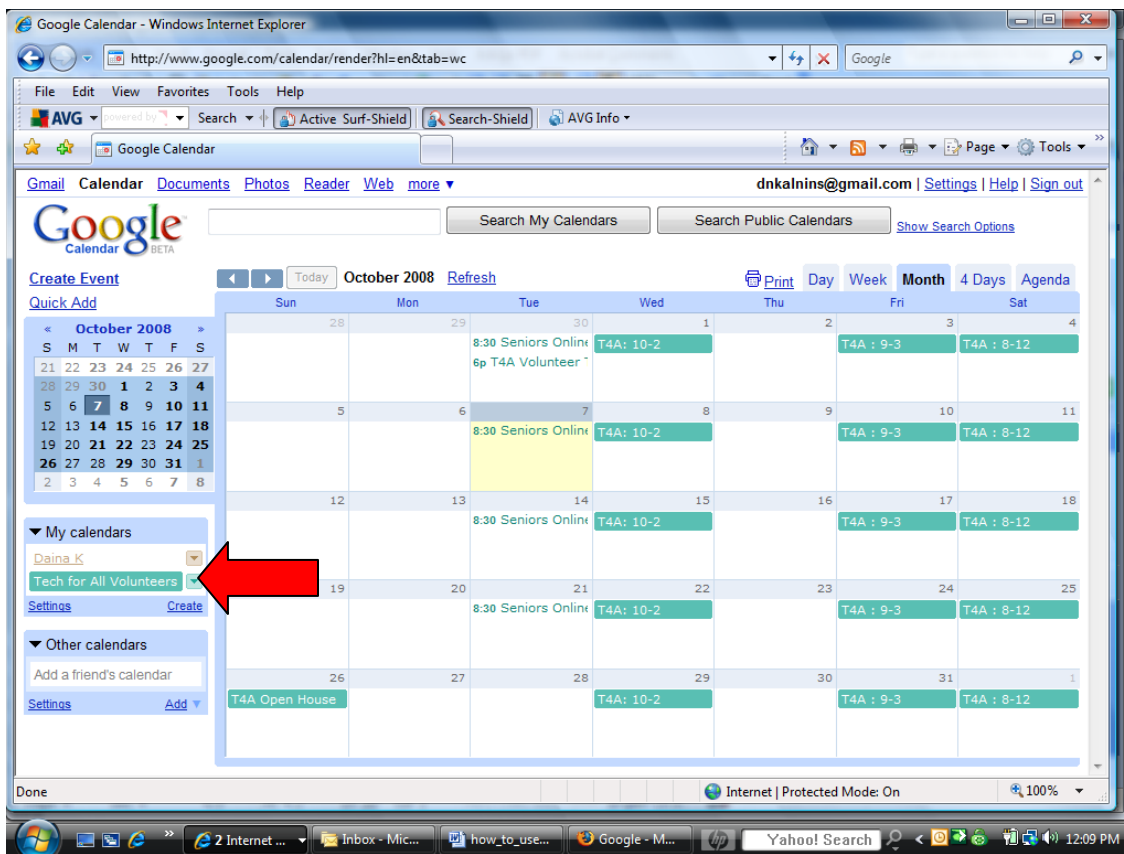 Google Calendar - Windows Internet Explorer
http://www.google.com/calendar/render?hl=en&tab=wc
Google
File Edit View Favorites Tools Help
AVG powered by Search Active Surf-Shield Search-Shield AVG Info
Google Calendar
Page Tools
Gmail Calendar Documents Photos Reader Web more ▼ dnkalnins@gmail.com | Settings | Help | Sign out
Google Calendar BETA
Search My Calendars Search Public Calendars Show Search Options
Create Event
Quick Add
Today October 2008 Refresh Print Day Week Month 4 Days Agenda
« October 2008 »
S M T W T F S
21 22 23 24 25 26 27
28 29 30 1 2 3 4
5 6 7 8 9 10 11
12 13 14 15 16 17 18
19 20 21 22 23 24 25
26 27 28 29 30 31 1
2 3 4 5 6 7 8
▼ My calendars
Daina K
Tech for All Volunteers
Settings Create
▼ Other calendars
Add a friend's calendar
Settings Add ▼
Sun Mon Tue Wed Thu Fri Sat
28 29 30 1 2 3 4
8:30 Seniors Online T4A: 10-2 T4A : 9-3 T4A : 8-12
6p T4A Volunteer
5 6 7 8 9 10 11
8:30 Seniors Online T4A: 10-2 T4A : 9-3 T4A : 8-12
12 13 14 15 16 17 18
8:30 Seniors Online T4A: 10-2 T4A : 9-3 T4A : 8-12
19 20 21 22 23 24 25
8:30 Seniors Online T4A: 10-2 T4A : 9-3 T4A : 8-12
26 27 28 29 30 31 1
T4A Open House T4A: 10-2 T4A : 9-3 T4A : 8-12
Done Internet | Protected Mode: On 100%
» 2 Internet ... Inbox - Mic... how_to_use... Google - M... hp Yahoo! Search 12:09 PM